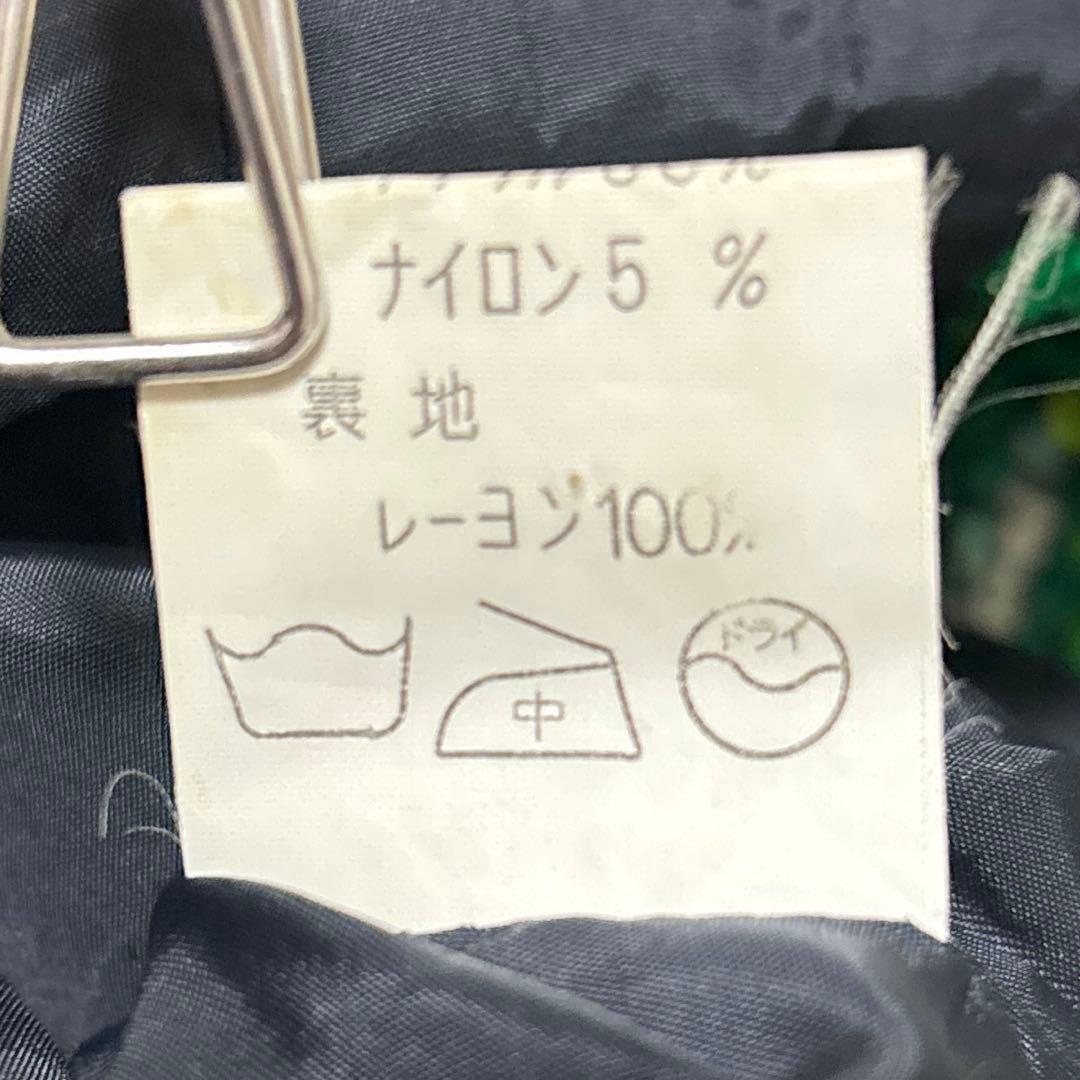 ナイロン5 %
裏 地
レーヨン100%
中
ドライ